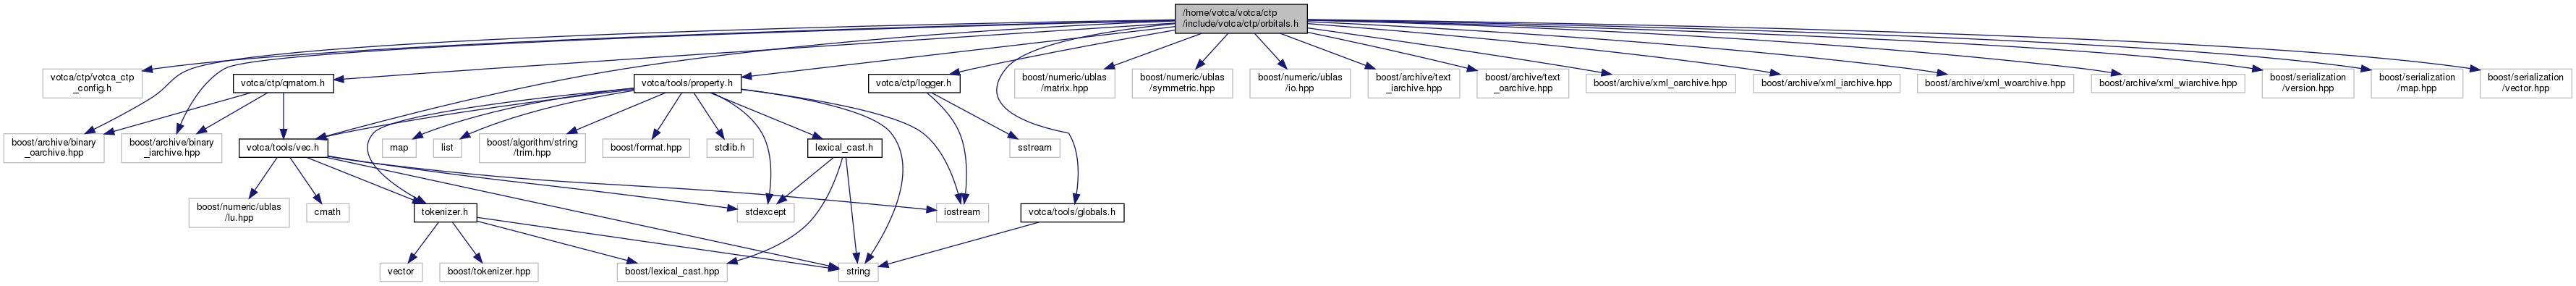 /home/votca/votca/ctp
/include/votca/ctp/orbitals.h
votca/ctp/votca_ctp
_config.h
votca/ctp/qmatom.h
votca/tools/property.h
votca/ctp/logger.h
boost/numeric/ublas
/matrix.hpp
boost/numeric/ublas
/symmetric.hpp
boost/numeric/ublas
/io.hpp
boost/archive/text
_iarchive.hpp
boost/archive/text
_oarchive.hpp
boost/archive/xml_oarchive.hpp
boost/archive/xml_iarchive.hpp
boost/archive/xml_woarchive.hpp
boost/archive/xml_wiarchive.hpp
boost/serialization
/version.hpp
boost/serialization
/map.hpp
boost/serialization
/vector.hpp
boost/archive/binary
_oarchive.hpp
boost/archive/binary
_iarchive.hpp
votca/tools/vec.h
map
list
boost/algorithm/string
/trim.hpp
boost/format.hpp
stdlib.h
lexical_cast.h
sstream
boost/numeric/ublas
/lu.hpp
cmath
tokenizer.h
stdexcept
iostream
votca/tools/globals.h
vector
boost/tokenizer.hpp
boost/lexical_cast.hpp
string